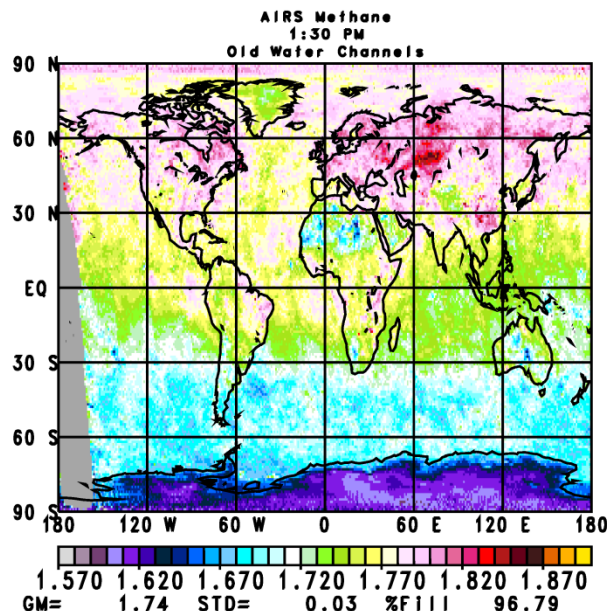 AIRS Methane
1:30 PM
Old Water Channels
90 N
60 N
30 N
EQ
30 S
60 S
90 S
180 120 W 60 W 0 60 E 120 E 180
1.570 1.620 1.670 1.720 1.770 1.820 1.870
GM= 1.74 STD= 0.03 %Fill 96.79